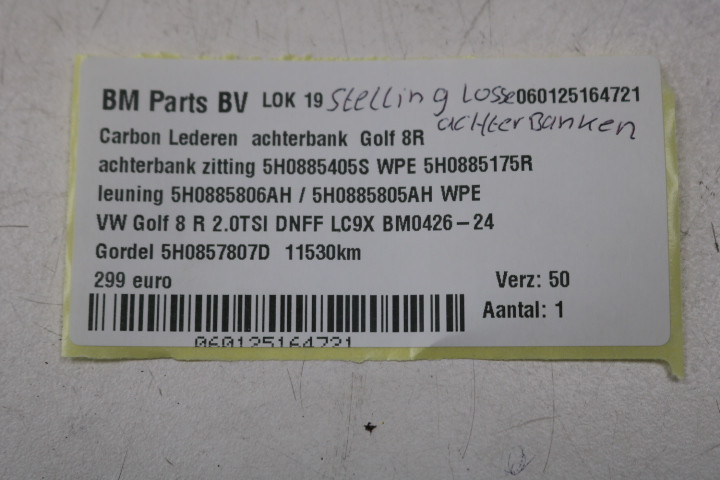 BM Parts BV LOK 19 Stelling Losse 060125164721
achterbanken
Carbon Lederen achterbank Golf 8R
achterbank zitting 5H0885405S WPE 5H0885175R
leuning 5H0885806AH / 5H0885805AH WPE
VW Golf 8 R 2.0TSI DNFF LC9X BM0426-24
Gordel 5H0857807D 11530km
299 euro Verz: 50
Aantal: 1
060125164721